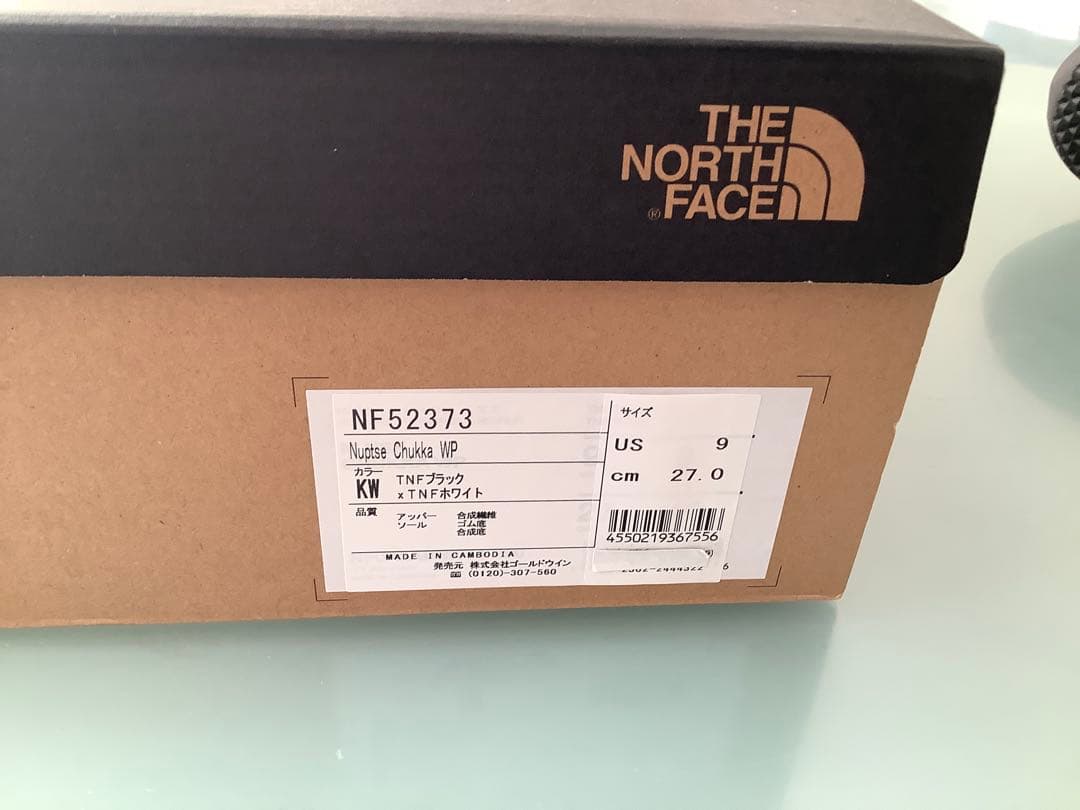 THE
NORTH
FACE
®
NF52373
Nuptse Chukka WP
カラー
KW
TNFブラック
xTNFホワイト
品質
アッパー 合成繊維
ソール ゴム底
合成底
MADE IN CAMBODIA
発売元 株式会社ゴールドウイン
(0120)-307-560
サイズ
US 9
cm 27.0
4550219367556